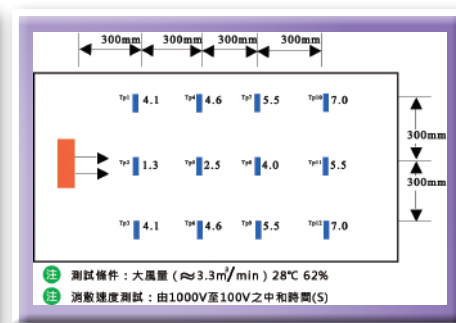 300mm 300mm 300mm 300mm
Tp1 4.1 Tp4 4.6 Tp7 5.5 Tp10 7.0
300mm
Tp2 1.3 Tp5 2.5 Tp8 4.0 Tp11 5.5
300mm
Tp3 4.1 Tp6 4.6 Tp9 5.5 Tp12 7.0
注 測試條件：大風量 (≈3.3m³/min) 28℃ 62%
注 消散速度測試：由1000V至100V之中和時間(S)